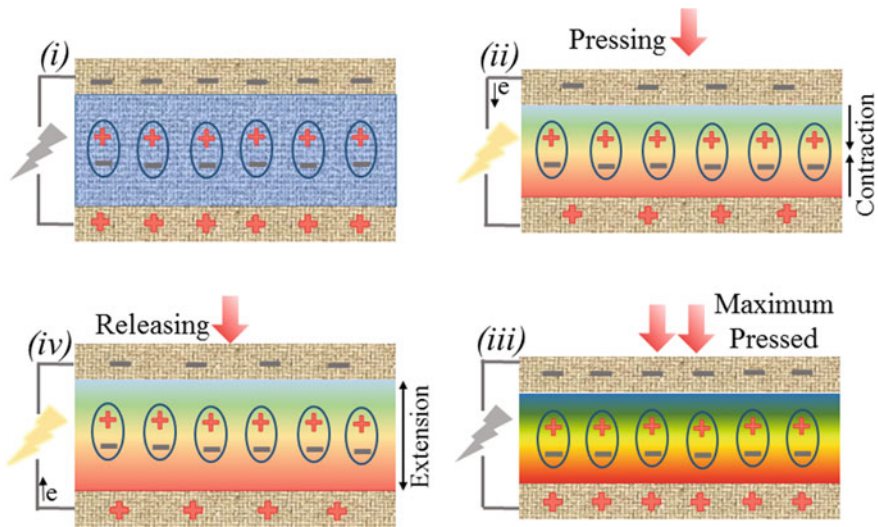 (i)
Pressing
(ii)
e
Contraction
Releasing
(iv)
e
Extension
Maximum
Pressed
(iii)